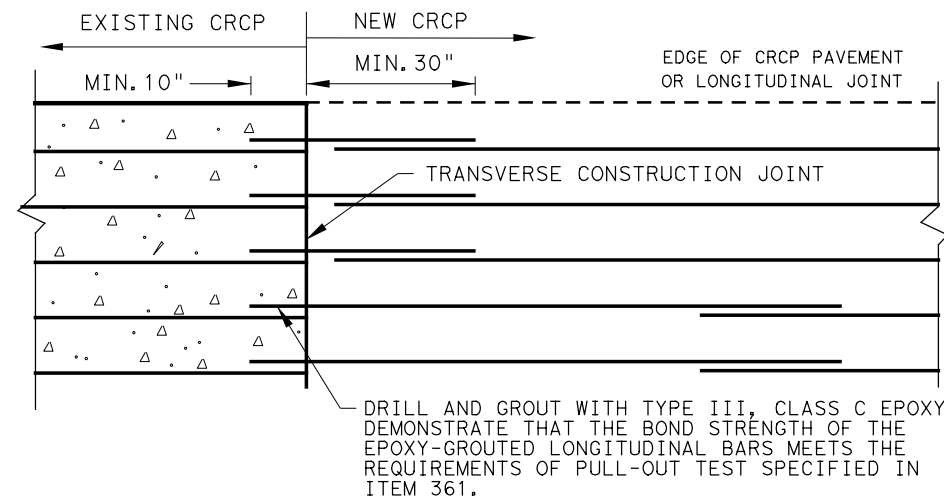 EXISTING CRCP
NEW CRCP
MIN. 10"
MIN. 30"
EDGE OF CRCP PAVEMENT
OR LONGITUDINAL JOINT
TRANSVERSE CONSTRUCTION JOINT
DRILL AND GROUT WITH TYPE III, CLASS C EPOXY
DEMONSTRATE THAT THE BOND STRENGTH OF THE
EPOXY-GROUTED LONGITUDINAL BARS MEETS THE
REQUIREMENTS OF PULL-OUT TEST SPECIFIED IN
ITEM 361.